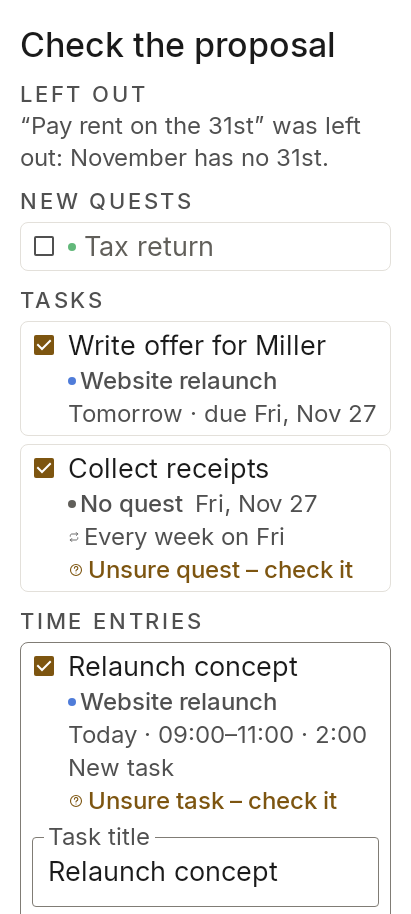 Check the proposal
LEFT OUT
“Pay rent on the 31st” was left
out: November has no 31st.
NEW QUESTS
Tax return
TASKS
Write offer for Miller
Website relaunch
Tomorrow · due Fri, Nov 27
Collect receipts
No quest Fri, Nov 27
Every week on Fri
Unsure quest – check it
TIME ENTRIES
Relaunch concept
Website relaunch
Today · 09:00–11:00 · 2:00
New task
Unsure task – check it
Task title
Relaunch concept